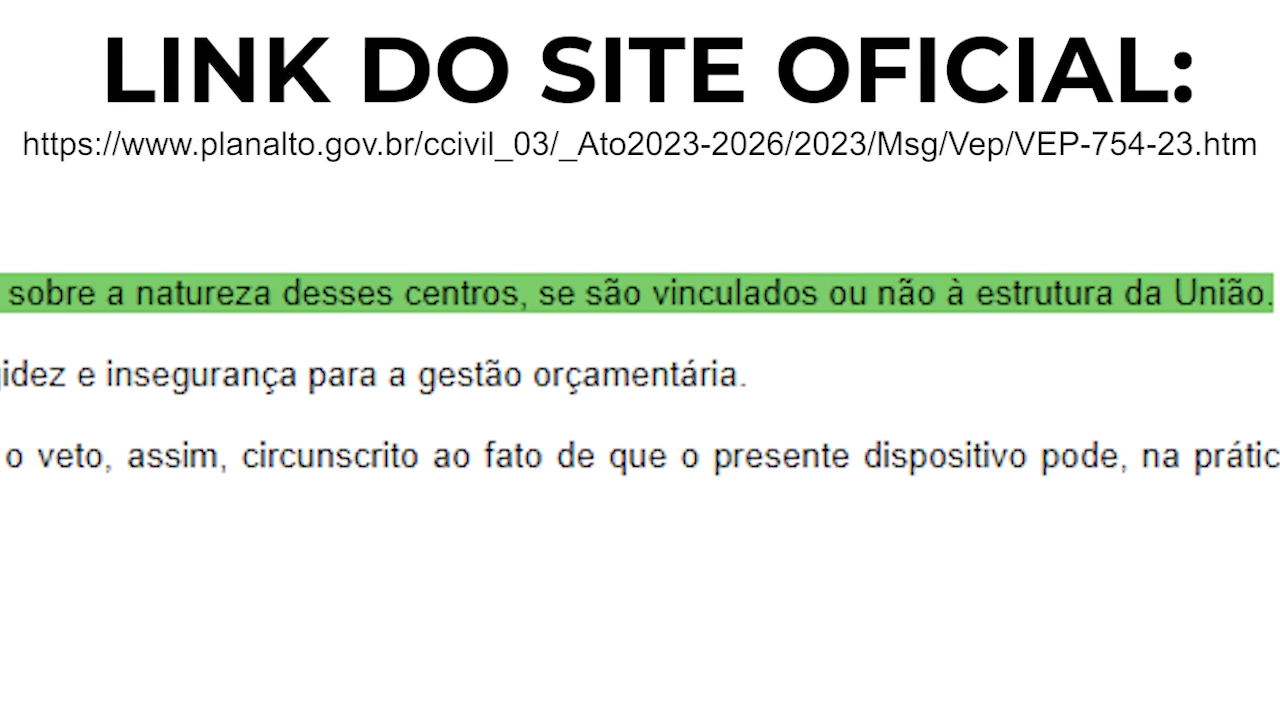 LINK DO SITE OFICIAL:
https://www.planalto.gov.br/ccivil_03/_Ato2023-2026/2023/Msg/Vep/VEP-754-23.htm
sobre a natureza desses centros, se são vinculados ou não à estrutura da União.
gidez e insegurança para a gestão orçamentária.
o veto, assim, circunscrito ao fato de que o presente dispositivo pode, na prátic